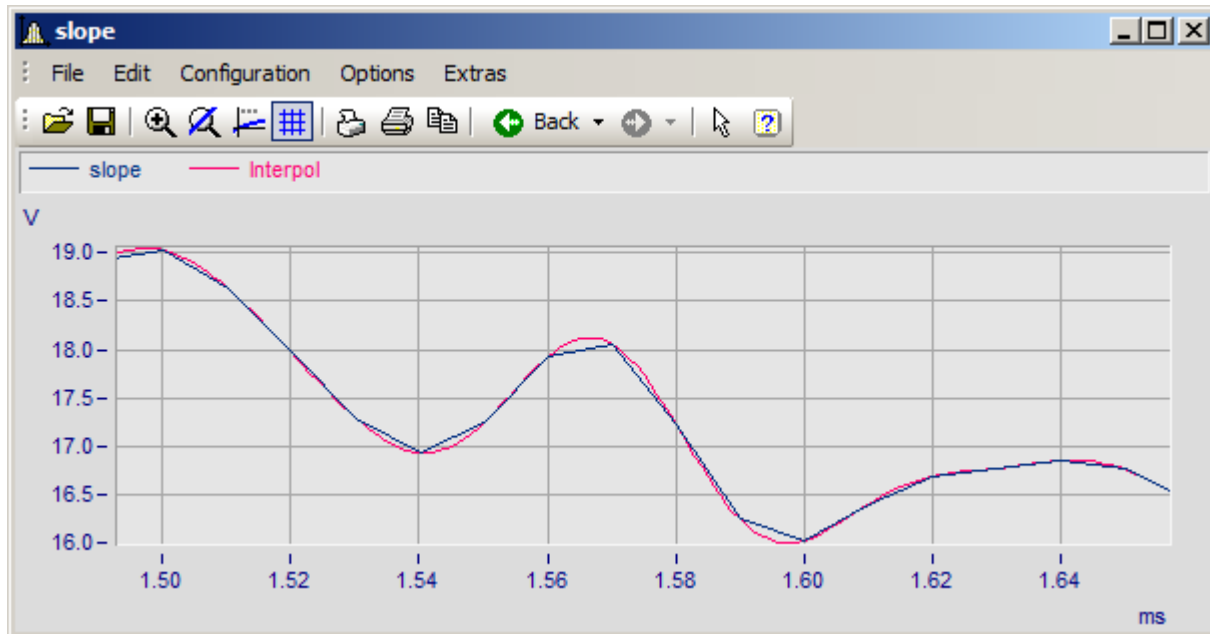 slope
File Edit Configuration Options Extras
Back
slope Interpol
V
19.0
18.5
18.0
17.5
17.0
16.5
16.0
1.50 1.52 1.54 1.56 1.58 1.60 1.62 1.64
ms